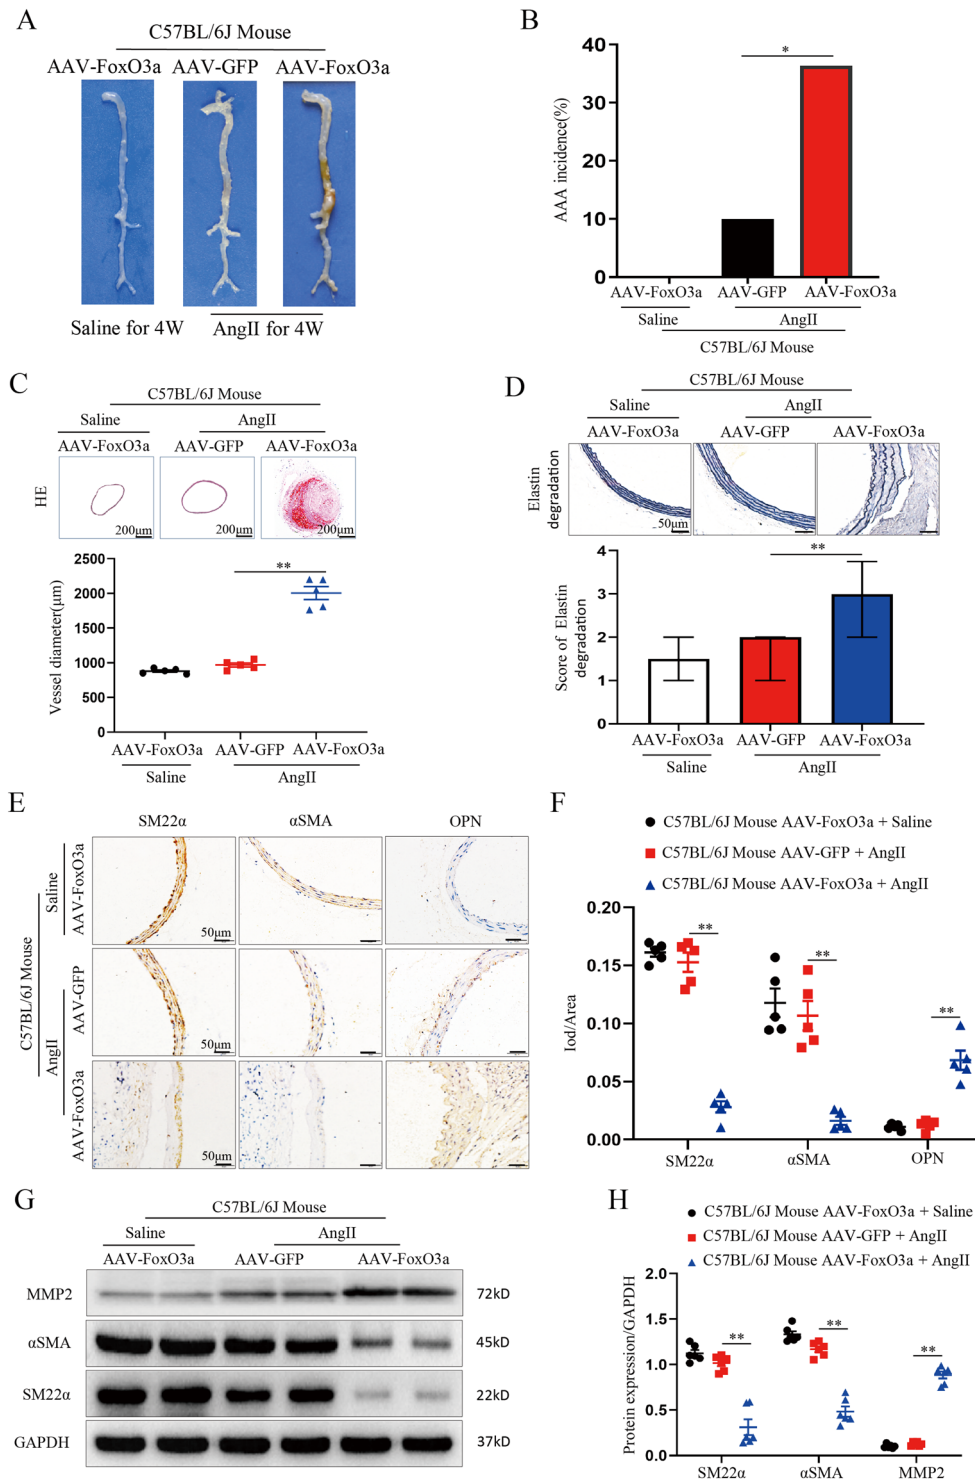 A
C57BL/6J Mouse
AAV-FoxO3a AAV-GFP AAV-FoxO3a
Saline for 4W AngII for 4W
B
*
40
30
20
10
0
AAA incidence(%)
AAV-FoxO3a AAV-GFP AAV-FoxO3a
Saline AngII
C57BL/6J Mouse
C
C57BL/6J Mouse
Saline AngII
AAV-FoxO3a AAV-GFP AAV-FoxO3a
HE
200μm 200μm 200μm
**
2500
2000
1500
1000
500
0
Vessel diameter(μm)
AAV-FoxO3a AAV-GFP AAV-FoxO3a
Saline AngII
D
C57BL/6J Mouse
Saline AngII
AAV-FoxO3a AAV-GFP AAV-FoxO3a
Elastin
degradation
50μm
**
4
3
2
1
0
Score of Elastin
degradation
AAV-FoxO3a AAV-GFP AAV-FoxO3a
Saline AngII
E
SM22α αSMA OPN
C57BL/6J Mouse
Saline
AAV-FoxO3a
50μm
AngII
AAV-GFP
50μm
AAV-FoxO3a
50μm
F
C57BL/6J Mouse AAV-FoxO3a + Saline
C57BL/6J Mouse AAV-GFP + AngII
C57BL/6J Mouse AAV-FoxO3a + AngII
0.20
0.15
0.10
0.05
0.00
Iod/Area
** ** **
SM22α αSMA OPN
G
C57BL/6J Mouse
Saline AngII
AAV-FoxO3a AAV-GFP AAV-FoxO3a
MMP2 72kD
αSMA 45kD
SM22α 22kD
GAPDH 37kD
H
C57BL/6J Mouse AAV-FoxO3a + Saline
C57BL/6J Mouse AAV-GFP + AngII
C57BL/6J Mouse AAV-FoxO3a + AngII
2.0
1.5
1.0
0.5
0.0
Protein expression/GAPDH
** ** **
SM22α αSMA MMP2